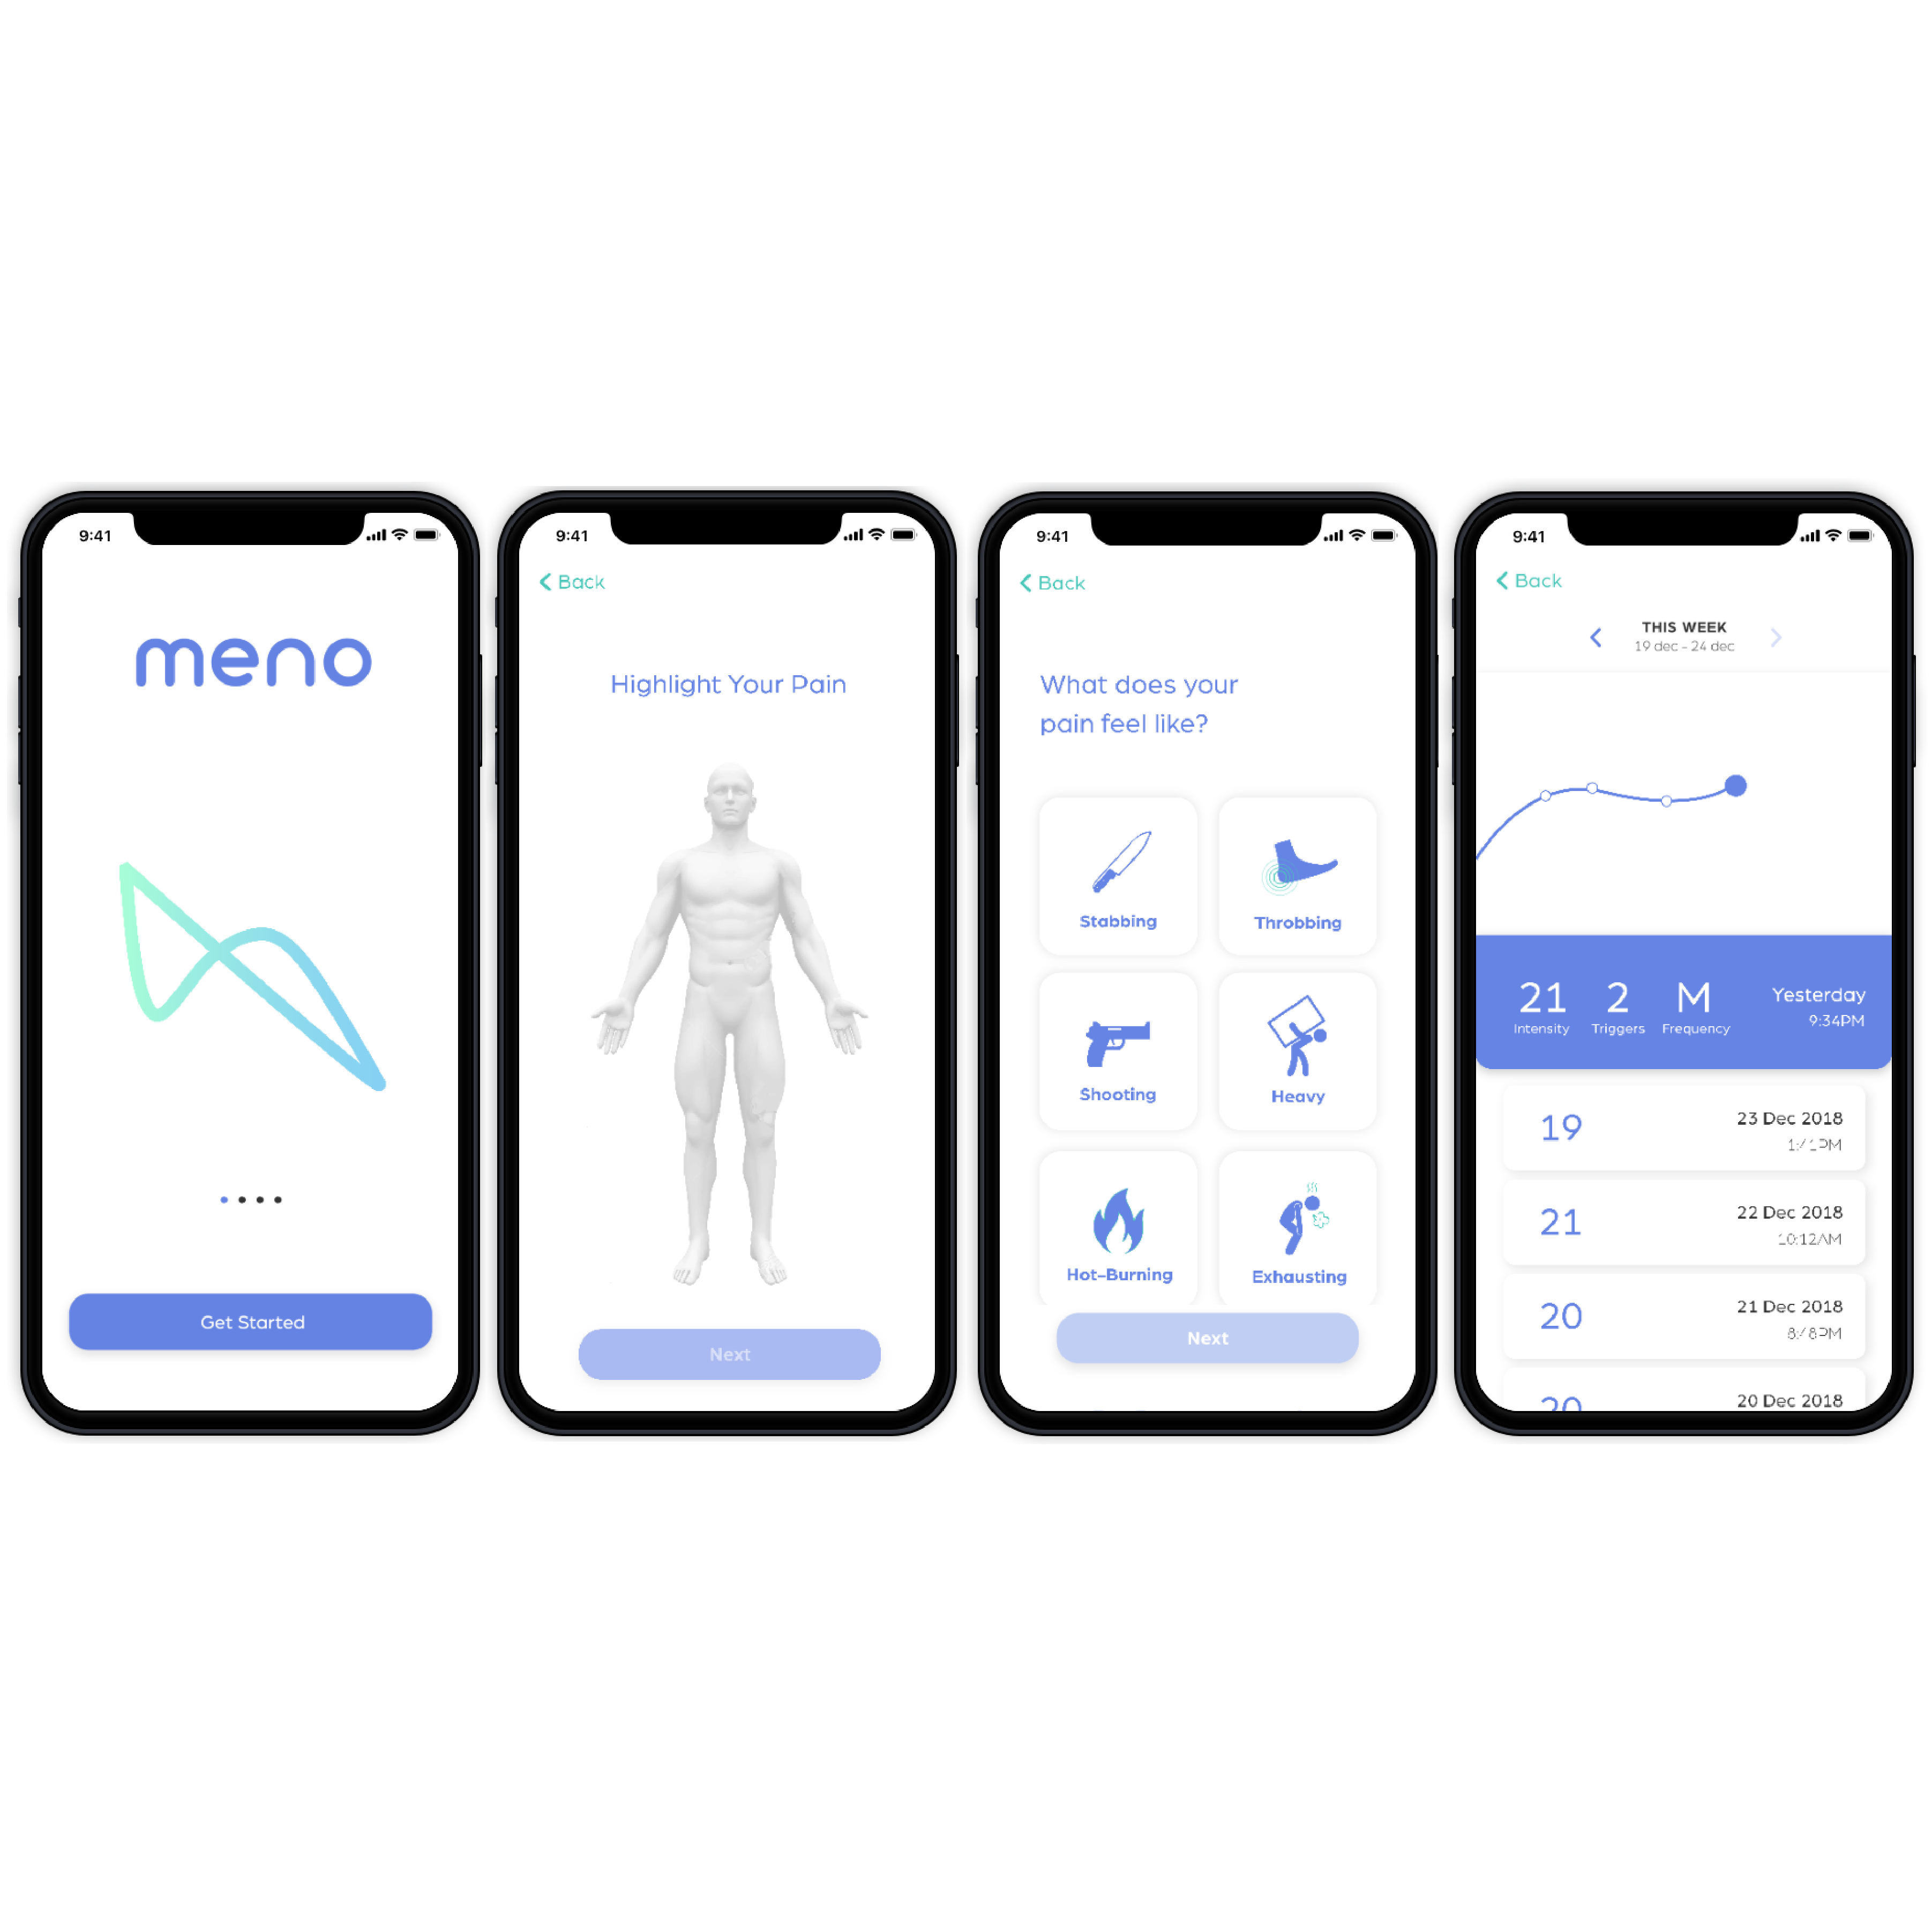 9:41
meno
Get Started
9:41
Back
Highlight Your Pain
Next
9:41
Back
What does your
pain feel like?
Stabbing
Throbbing
Shooting
Heavy
Hot-Burning
Exhausting
Next
9:41
Back
THIS WEEK
19 dec - 24 dec
21 2 M Yesterday
Intensity Triggers Frequency 9:34PM
19 23 Dec 2018
21 22 Dec 2018
10:12AM
20 21 Dec 2018
20 20 Dec 2018